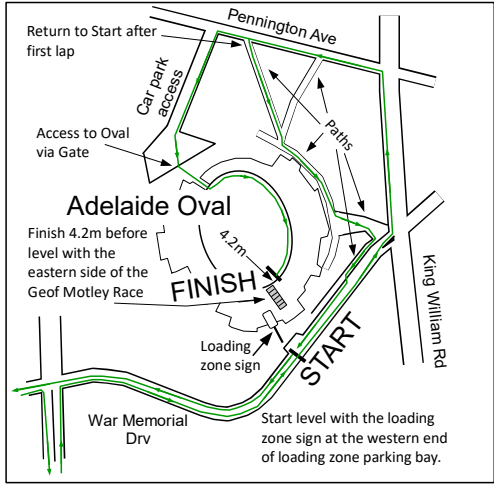 Return to Start after
first lap
Pennington Ave
Car park
access
Access to Oval
via Gate
Paths
Adelaide Oval
4.2m
Finish 4.2m before
level with the
eastern side of the
Geof Motley Race
FINISH
King William Rd
Loading
zone sign
START
War Memorial
Drv
Start level with the loading
zone sign at the western end
of loading zone parking bay.